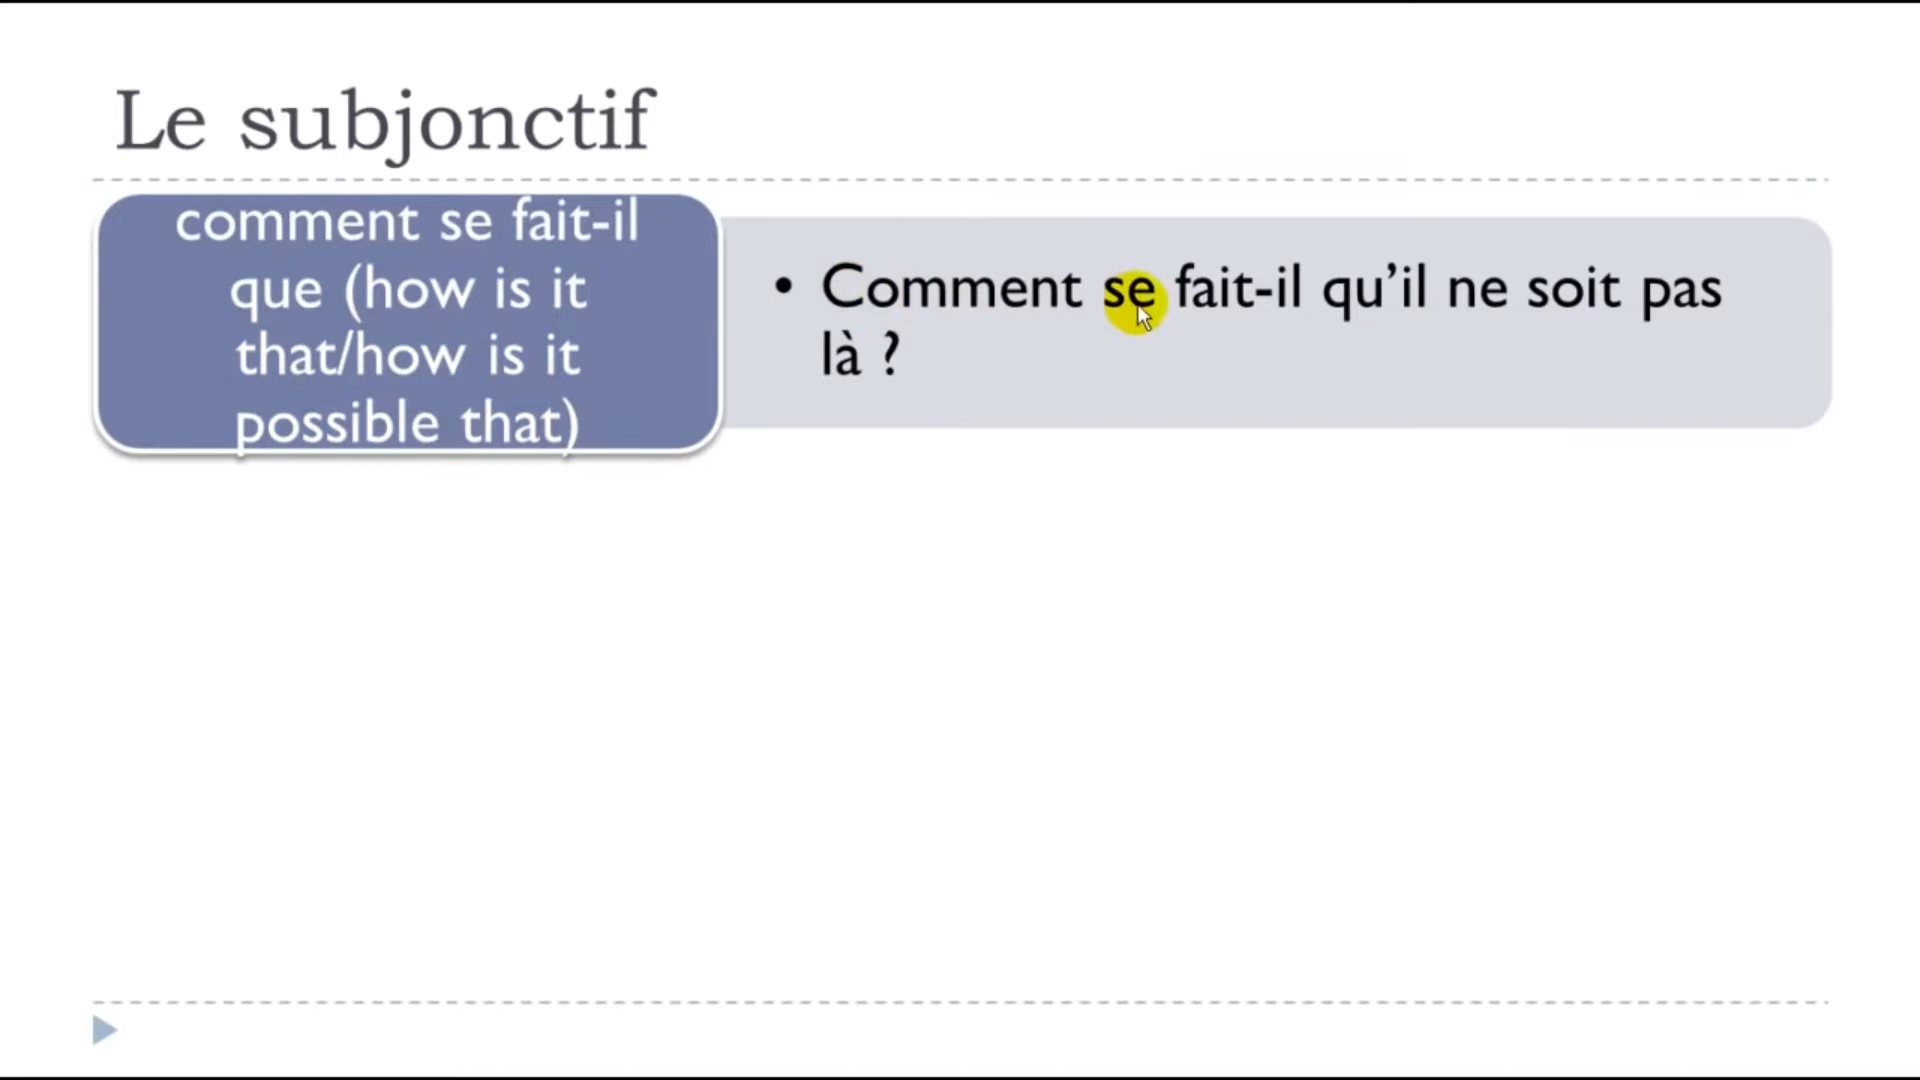 Le subjonctif
comment se fait-il
que (how is it
that/how is it
possible that)
• Comment se fait-il qu’il ne soit pas
là ?